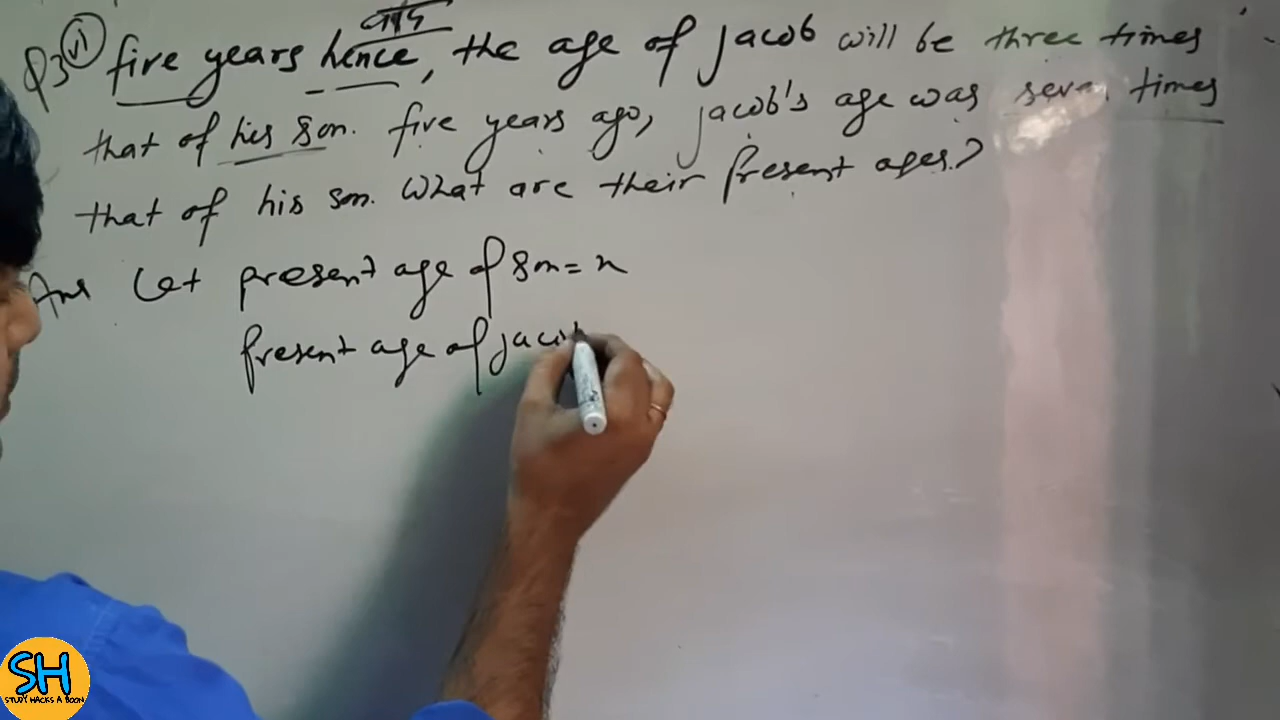 Q3 vi) five years hence, the age of jacob will be three times
that of his son. five years ago, jacob's age was seven times
that of his son. What are their present ages?
Ans Let present age of son = x
present age of jacob
SH
STUDY HACKS A BOON